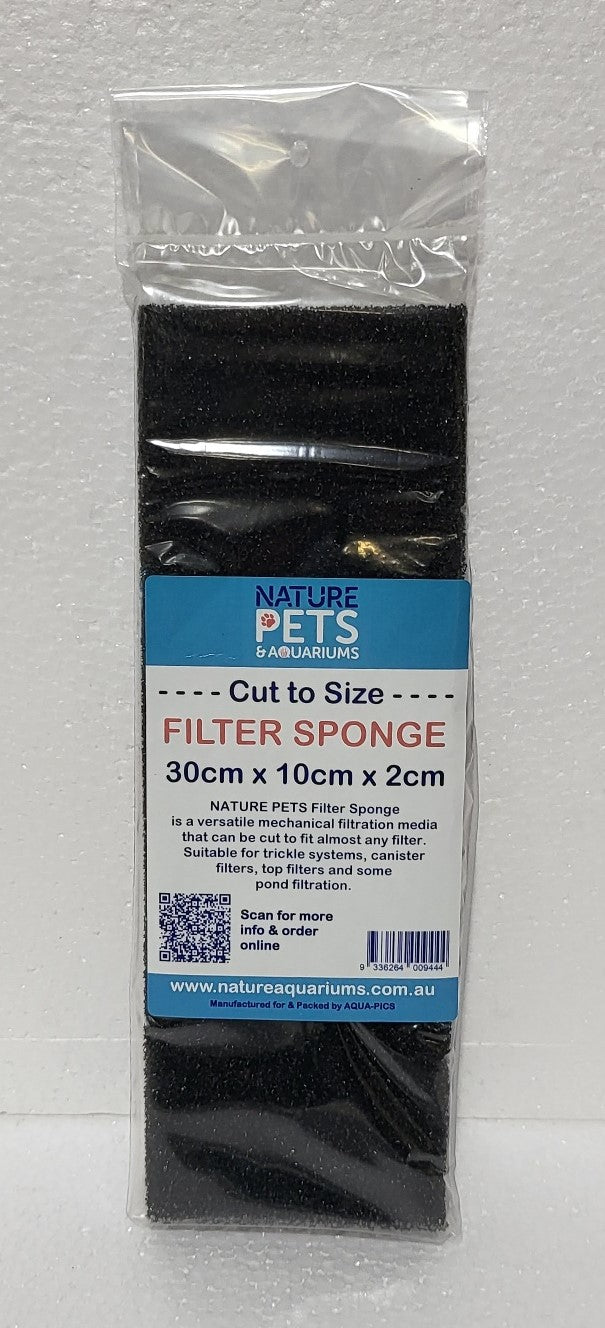 NATURE
PETS
& AQUARIUMS
- - - - Cut to Size - - - -
FILTER SPONGE
30cm x 10cm x 2cm
NATURE PETS Filter Sponge
is a versatile mechanical filtration media
that can be cut to fit almost any filter.
Suitable for trickle systems, canister
filters, top filters and some
pond filtration.
Scan for more
info & order
online
9 336264 009444
www.natureaquariums.com.au
Manufactured for & Packed by AQUA-PICS